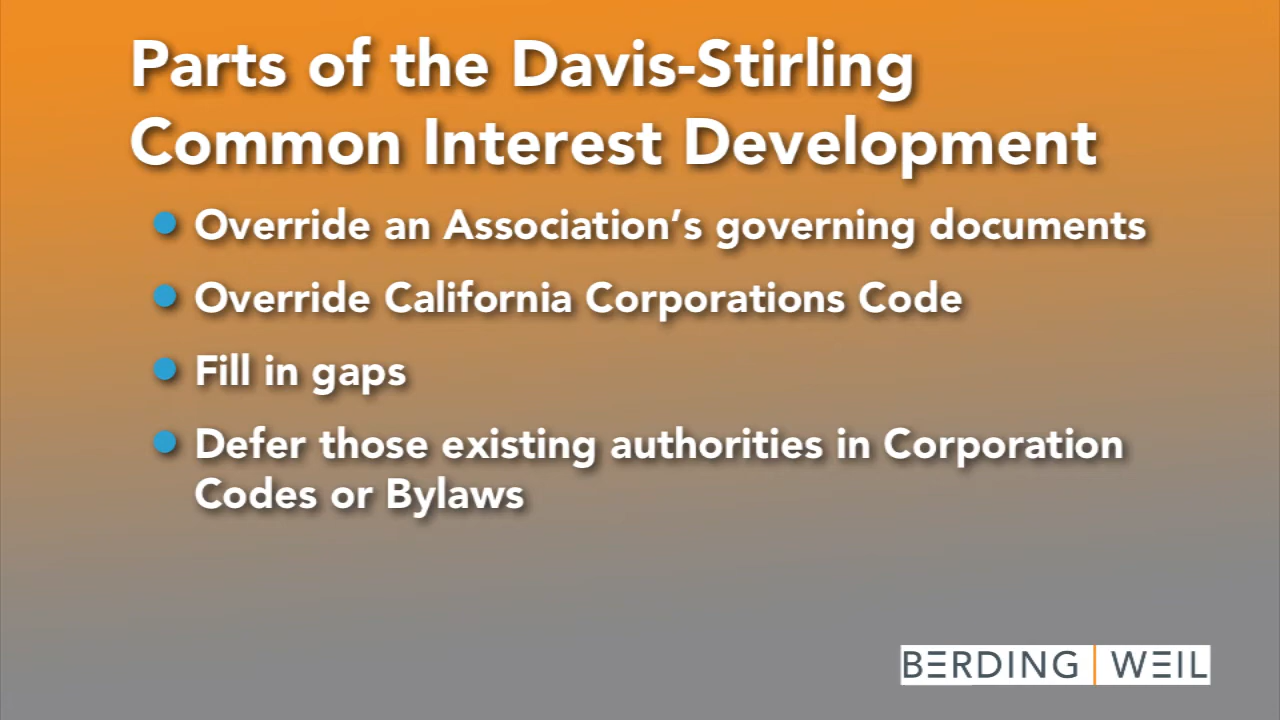 Parts of the Davis-Stirling
Common Interest Development
Override an Association’s governing documents
Override California Corporations Code
Fill in gaps
Defer those existing authorities in Corporation
Codes or Bylaws
BERDING | WEIL